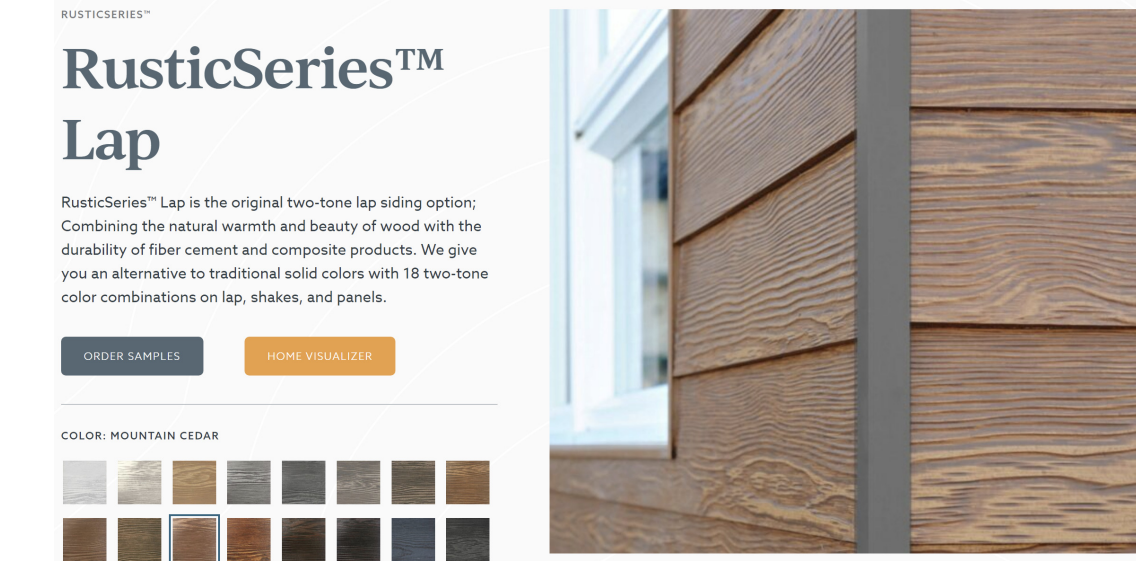 RUSTICSERIES™
RusticSeries™
Lap
RusticSeries™ Lap is the original two-tone lap siding option;
Combining the natural warmth and beauty of wood with the
durability of fiber cement and composite products. We give
you an alternative to traditional solid colors with 18 two-tone
color combinations on lap, shakes, and panels.
ORDER SAMPLES
HOME VISUALIZER
COLOR: MOUNTAIN CEDAR